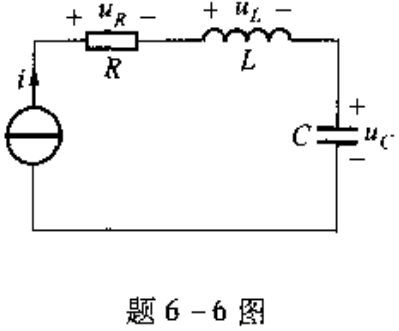 + u_R − + u_L −
R L
i
+
C u_C
−
题 6 - 6 图